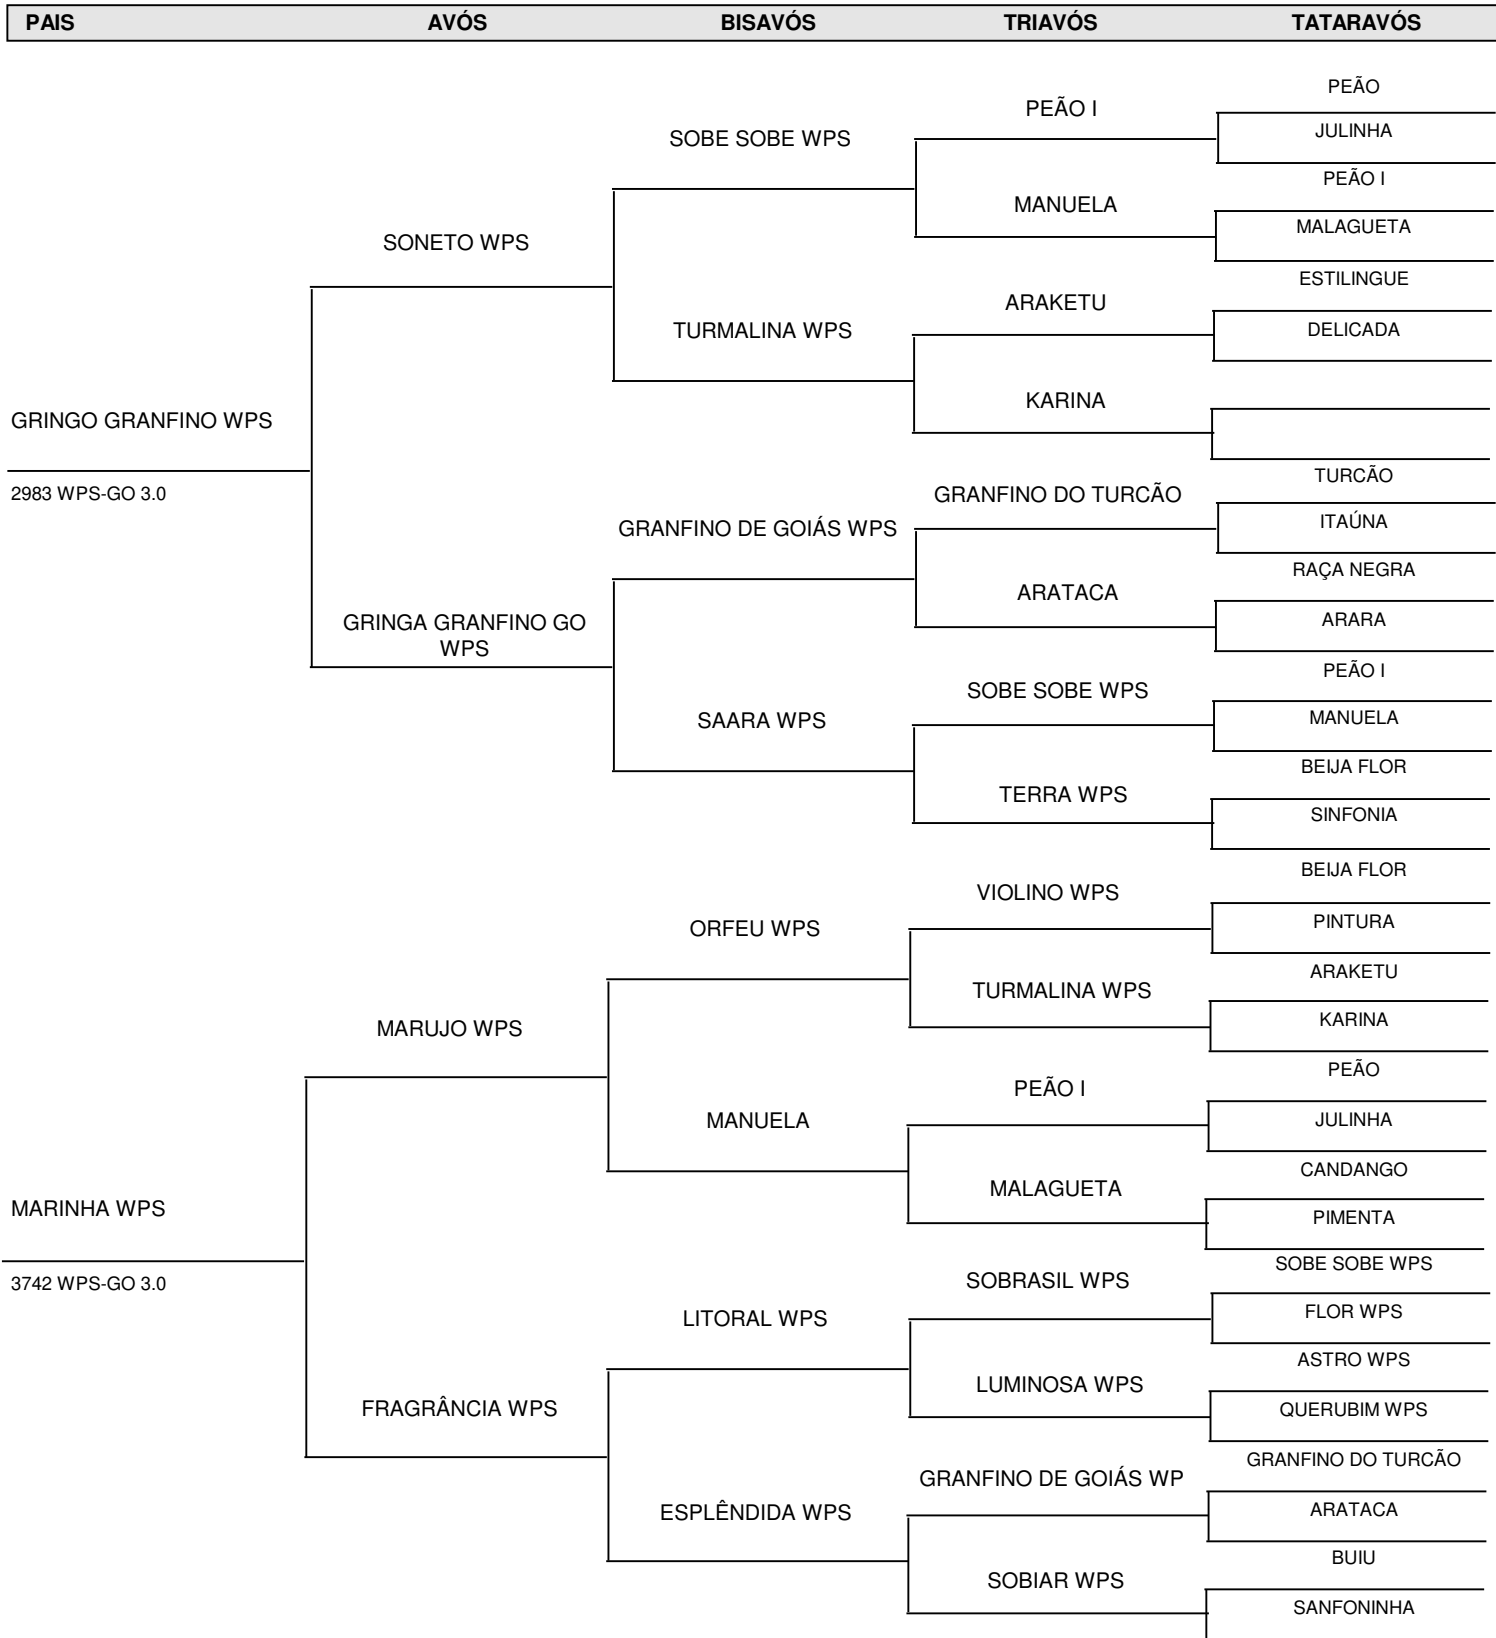 PAIS AVÓS BISAVÓS TRIAVÓS TATARAVÓS
PEÃO
PEÃO I
JULINHA
SOBE SOBE WPS
PEÃO I
MANUELA
MALAGUETA
SONETO WPS
ESTILINGUE
ARAKETU
TURMALINA WPS
DELICADA
KARINA
GRINGO GRANFINO WPS
TURCÃO
2983 WPS-GO 3.0
GRANFINO DO TURCÃO
ITAÚNA
GRANFINO DE GOIÁS WPS
RAÇA NEGRA
ARATACA
ARARA
GRINGA GRANFINO GO
WPS
PEÃO I
SOBE SOBE WPS
SAARA WPS
MANUELA
BEIJA FLOR
TERRA WPS
SINFONIA
BEIJA FLOR
VIOLINO WPS
PINTURA
ORFEU WPS
ARAKETU
TURMALINA WPS
KARINA
MARUJO WPS
PEÃO
PEÃO I
JULINHA
MANUELA
CANDANGO
MALAGUETA
MARINHA WPS
PIMENTA
SOBE SOBE WPS
3742 WPS-GO 3.0
SOBRASIL WPS
FLOR WPS
LITORAL WPS
ASTRO WPS
LUMINOSA WPS
FRAGRÂNCIA WPS
QUERUBIM WPS
GRANFINO DO TURCÃO
GRANFINO DE GOIÁS WP
ESPLÊNDIDA WPS
ARATACA
BUIU
SOBIAR WPS
SANFONINHA